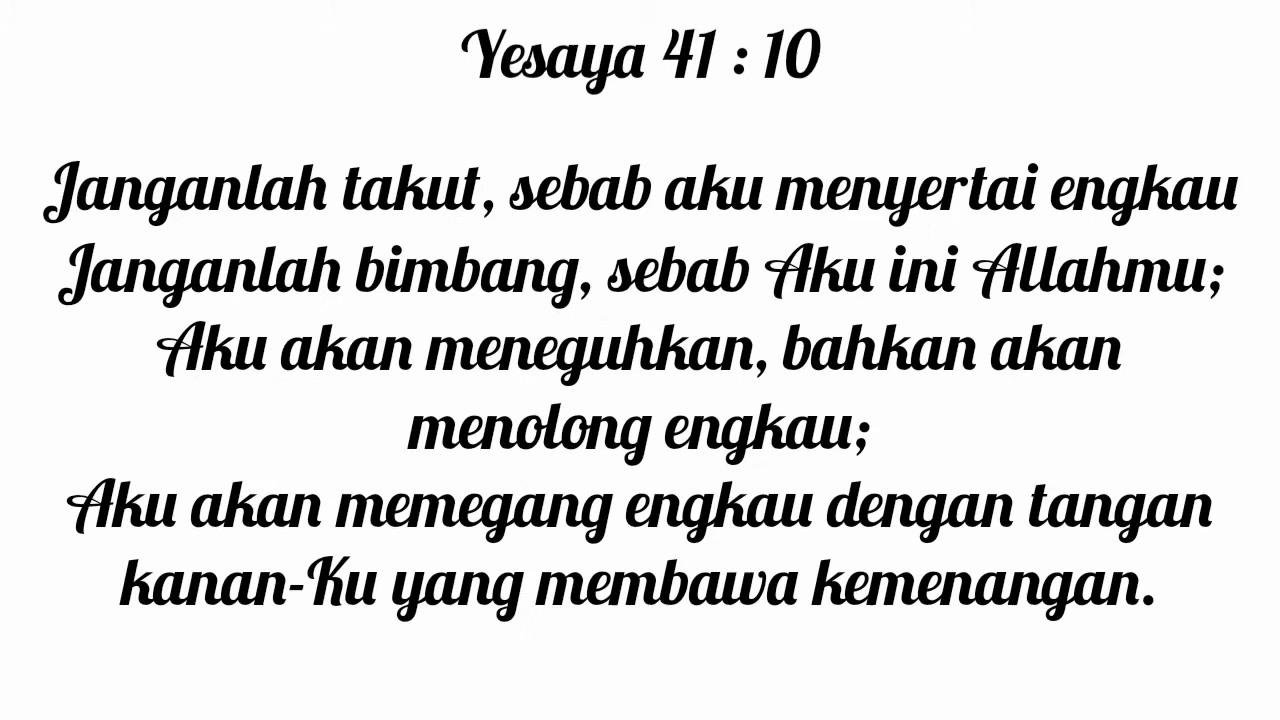 Yesaya 41 : 10
Janganlah takut, sebab aku menyertai engkau
Janganlah bimbang, sebab Aku ini Allahmu;
Aku akan meneguhkan, bahkan akan
menolong engkau;
Aku akan memegang engkau dengan tangan
kanan-Ku yang membawa kemenangan.